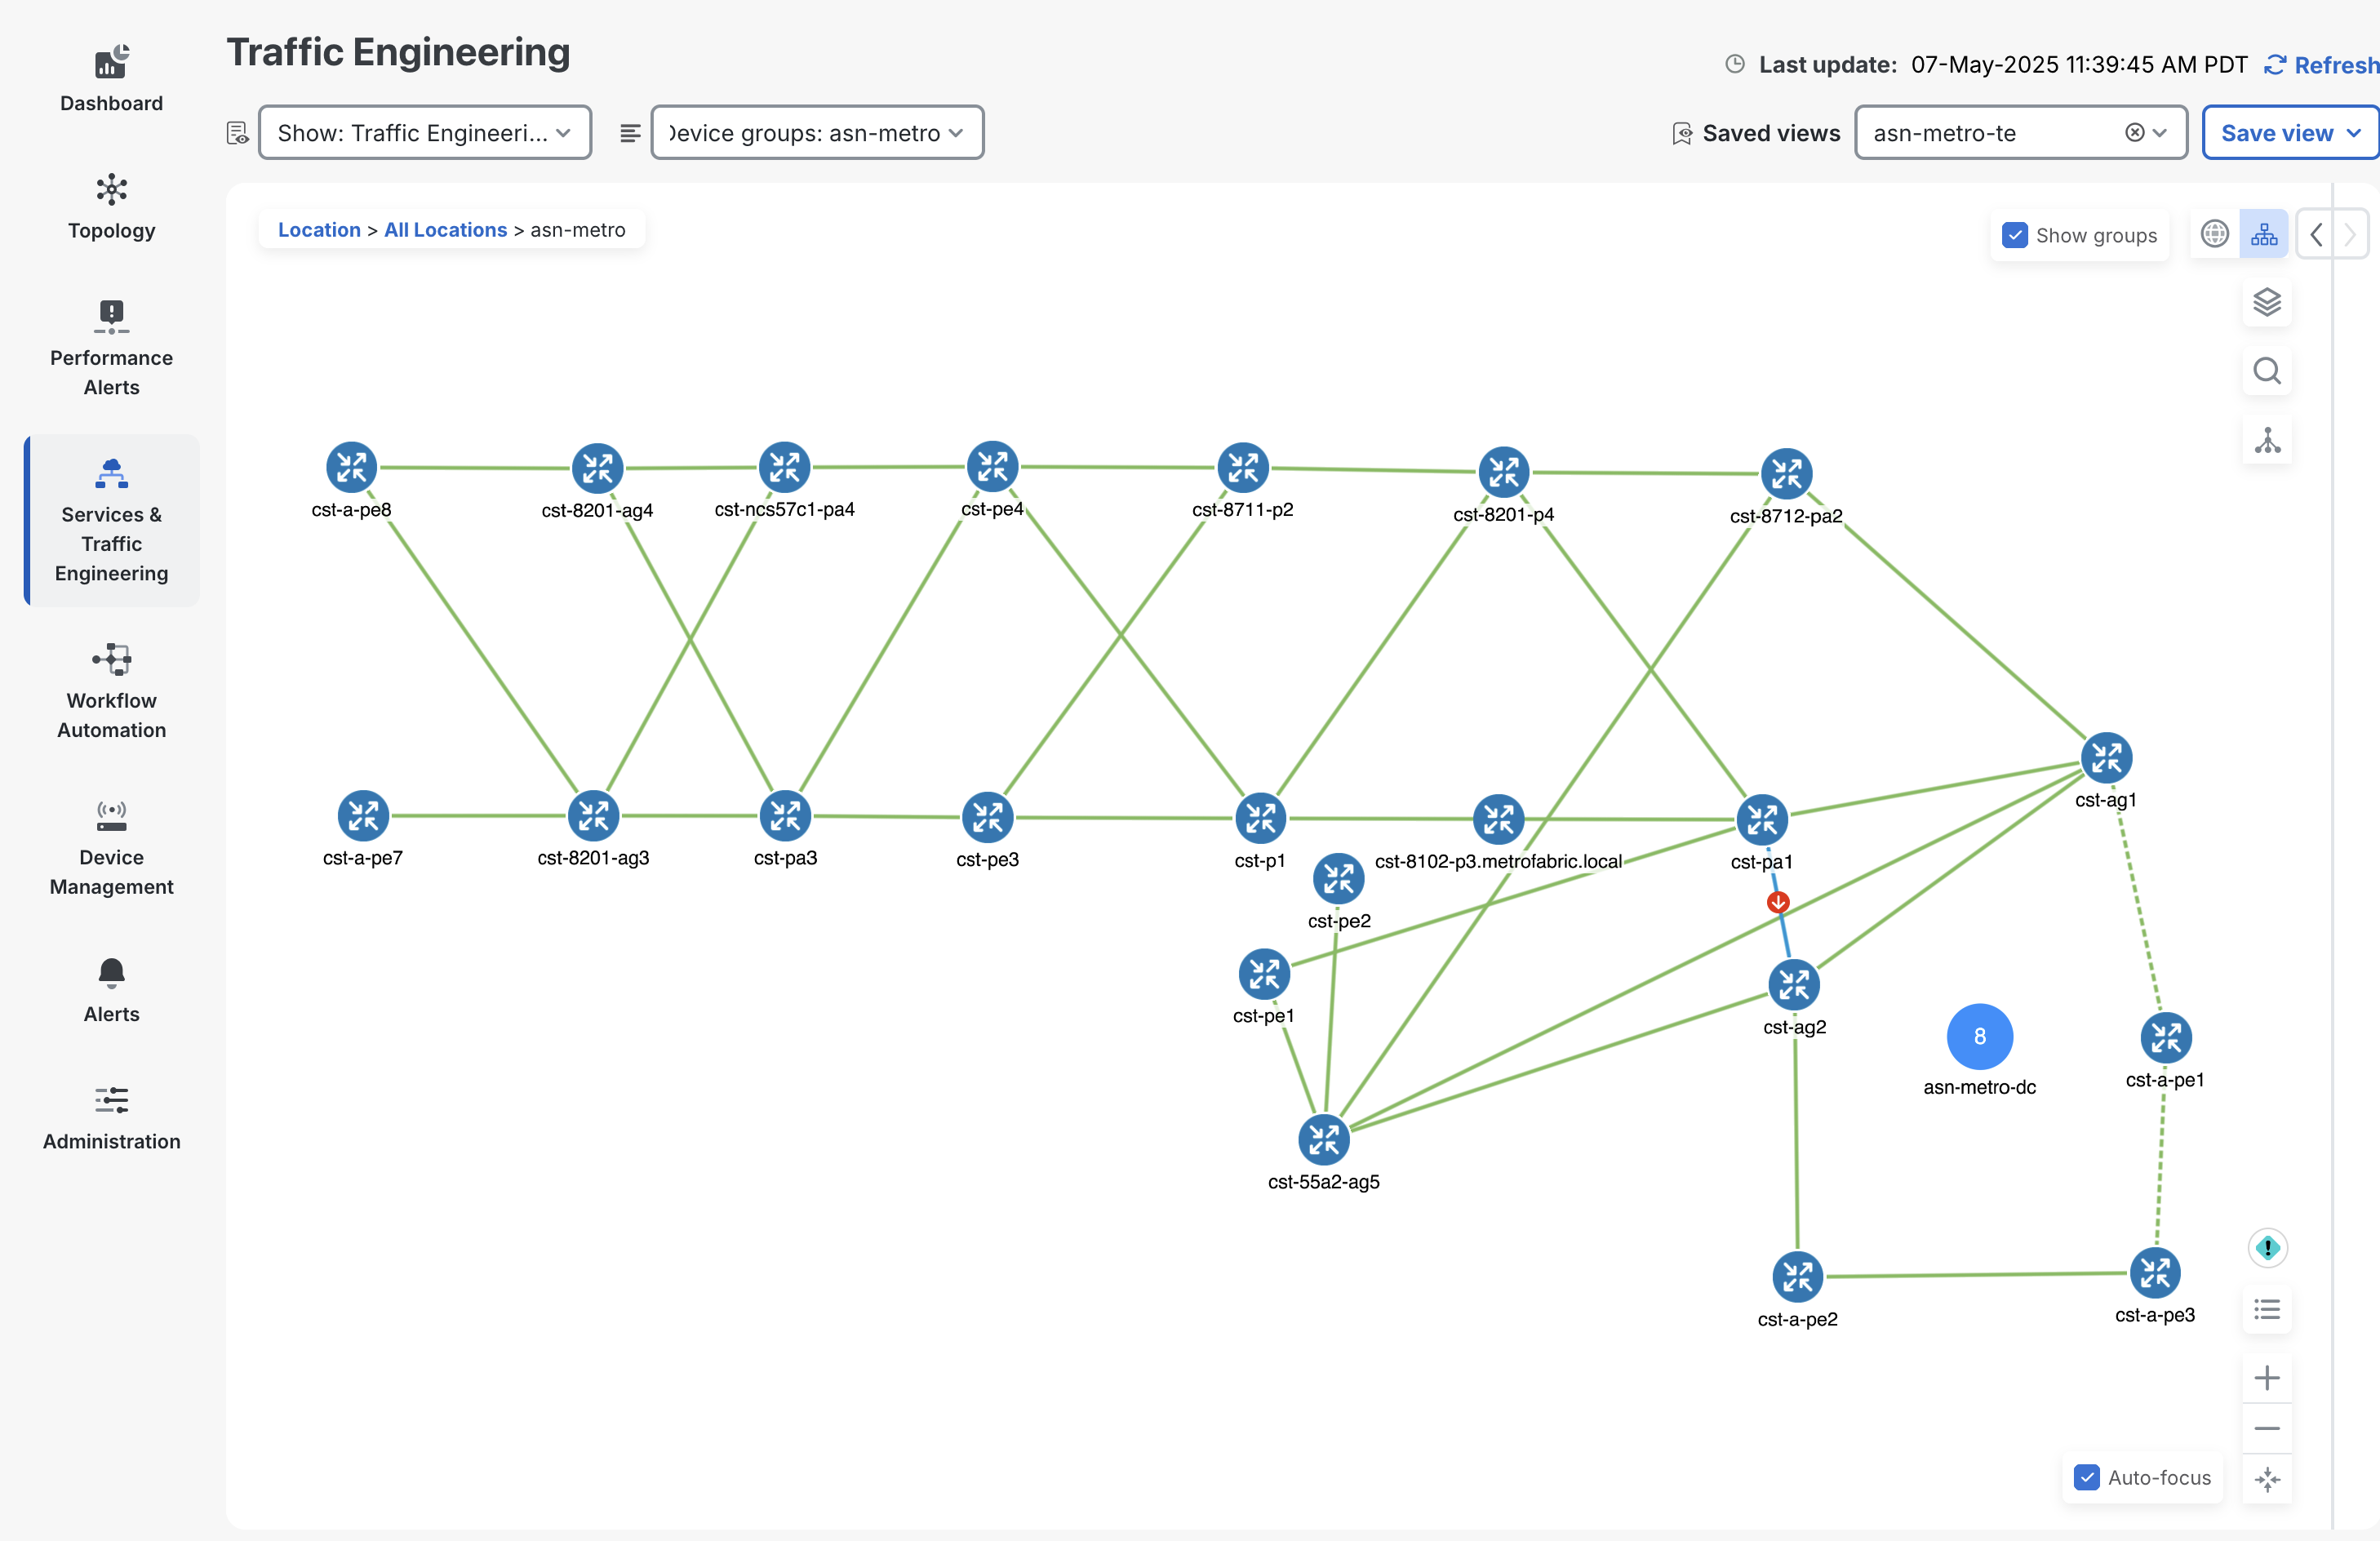 Traffic Engineering
Last update: 07-May-2025 11:39:45 AM PDT
Refresh
Show: Traffic Engineeri...
Device groups: asn-metro
Saved views
asn-metro-te
Save view
Dashboard
Topology
Performance
Alerts
Services &
Traffic
Engineering
Workflow
Automation
Device
Management
Alerts
Administration
Location > All Locations > asn-metro
Show groups
cst-a-pe8
cst-8201-ag4
cst-ncs57c1-pa4
cst-pe4
cst-8711-p2
cst-8201-p4
cst-8712-pa2
cst-ag1
cst-a-pe7
cst-8201-ag3
cst-pa3
cst-pe3
cst-p1
cst-8102-p3.metrofabric.local
cst-pa1
cst-pe2
cst-pe1
cst-ag2
8
asn-metro-dc
cst-a-pe1
cst-55a2-ag5
cst-a-pe2
cst-a-pe3
Auto-focus